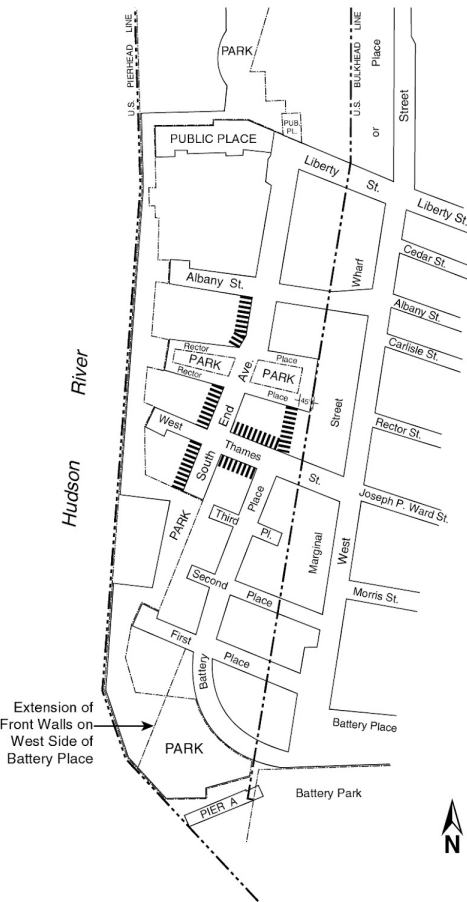 U.S. PIERHEAD LINE
PARK
U.S. BULKHEAD LINE
Place
or
Street
PUB.
PL.
PUBLIC PLACE
Liberty
St.
Liberty St.
Cedar St.
Wharf
Albany St.
Albany St.
Carlisle St.
Rector
Place
PARK
Ave.
PARK
Rector
Place
45'
Street
River
Hudson
West
End
Rector St.
South
Thames
St.
Joseph P. Ward St.
Place
PARK
Third
Pl.
Marginal
West
Second
Place
Morris St.
First
Place
Battery
Extension of
Front Walls on
West Side of
Battery Place
PARK
Battery Place
PIER A
Battery Park
N